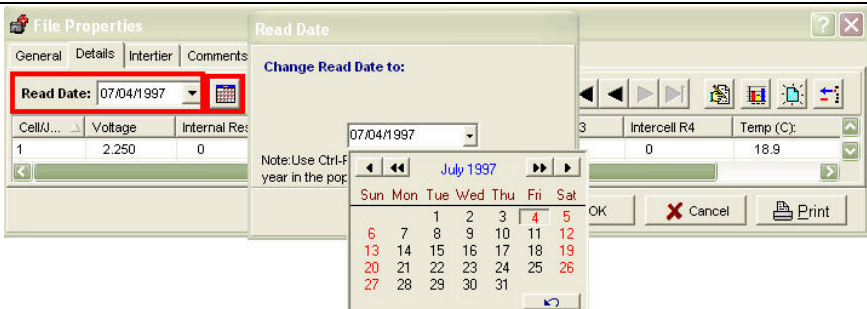 File Properties
Read Date
General Details Intertier Comments
Change Read Date to:
Read Date: 07/04/1997
07/04/1997
Cell/J... Voltage Internal Res 3 Intercell R4 Temp (C):
1 2.250 0 0 18.9
Note:Use Ctrl-P
year in the pop
July 1997
Sun Mon Tue Wed Thu Fri Sat
1 2 3 4 5
6 7 8 9 10 11 12
13 14 15 16 17 18 19
20 21 22 23 24 25 26
27 28 29 30 31
OK Cancel Print